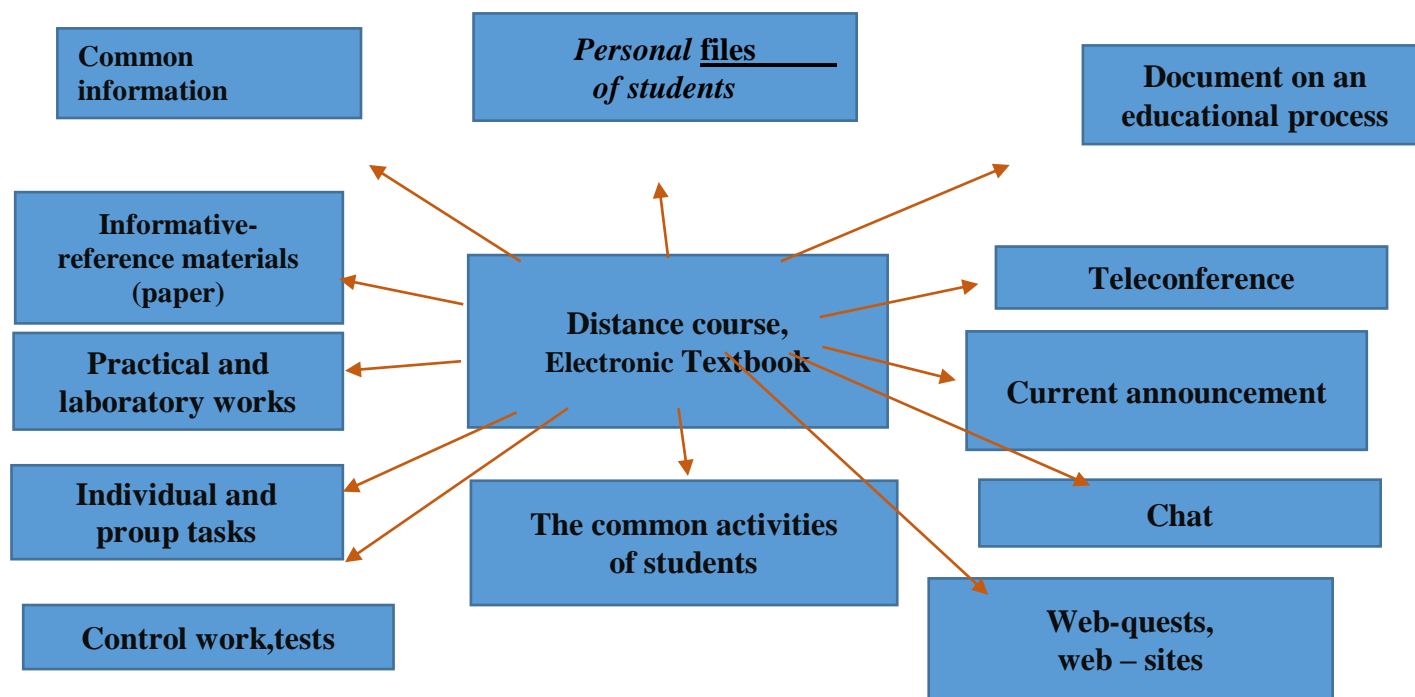 Common
information
Personal files
of students
Document on an
educational process
Informative-
reference materials
(paper)
Teleconference
Distance course,
Electronic Textbook
Practical and
laboratory works
Current announcement
Individual and
proup tasks
The common activities
of students
Chat
Control work,tests
Web-quests,
web – sites